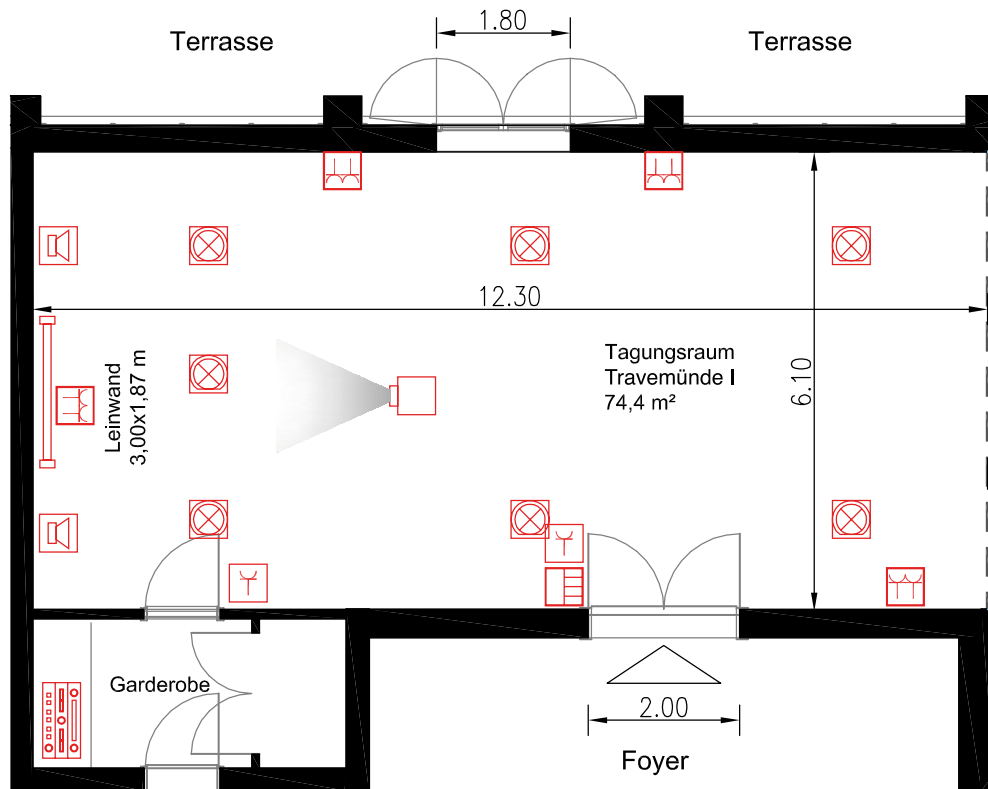 1.80
Terrasse
Terrasse
12.30
Leinwand
3,00x1,87 m
Tagungsraum
Travemünde I
74,4 m²
6.10
Garderobe
2.00
Foyer